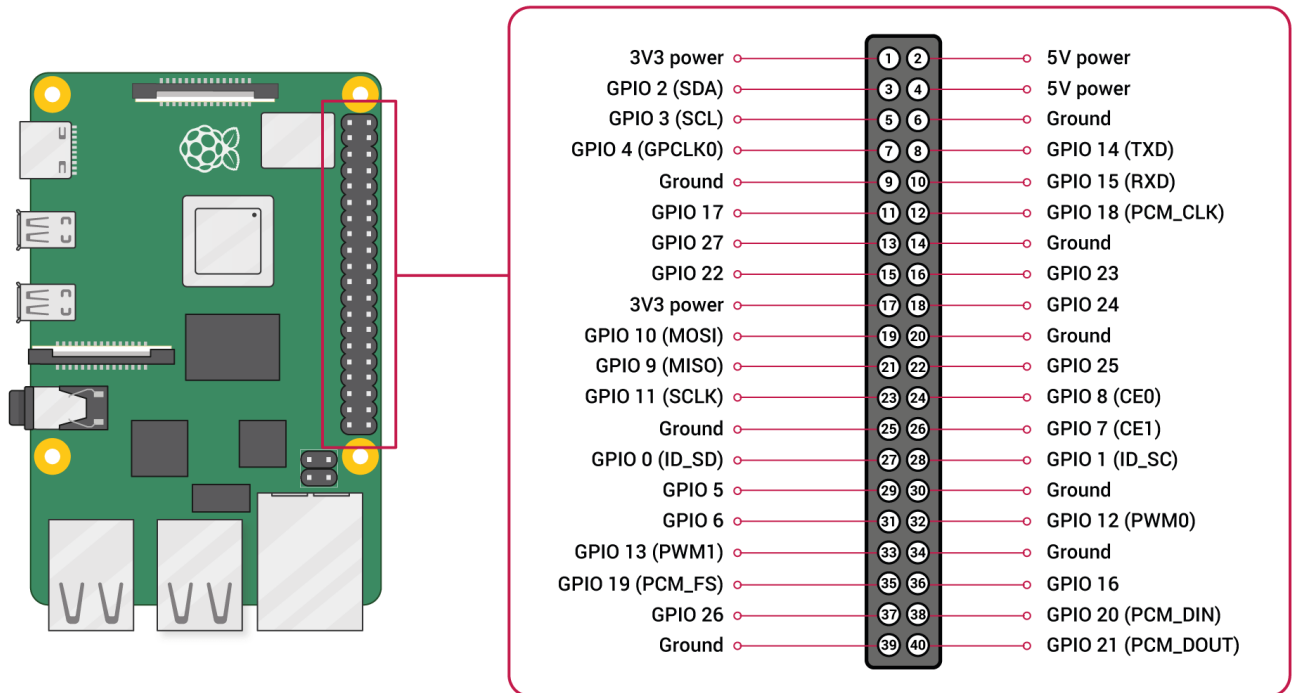 3V3 power 1 2 5V power
GPIO 2 (SDA) 3 4 5V power
GPIO 3 (SCL) 5 6 Ground
GPIO 4 (GPCLK0) 7 8 GPIO 14 (TXD)
Ground 9 10 GPIO 15 (RXD)
GPIO 17 11 12 GPIO 18 (PCM_CLK)
GPIO 27 13 14 Ground
GPIO 22 15 16 GPIO 23
3V3 power 17 18 GPIO 24
GPIO 10 (MOSI) 19 20 Ground
GPIO 9 (MISO) 21 22 GPIO 25
GPIO 11 (SCLK) 23 24 GPIO 8 (CE0)
Ground 25 26 GPIO 7 (CE1)
GPIO 0 (ID_SD) 27 28 GPIO 1 (ID_SC)
GPIO 5 29 30 Ground
GPIO 6 31 32 GPIO 12 (PWM0)
GPIO 13 (PWM1) 33 34 Ground
GPIO 19 (PCM_FS) 35 36 GPIO 16
GPIO 26 37 38 GPIO 20 (PCM_DIN)
Ground 39 40 GPIO 21 (PCM_DOUT)